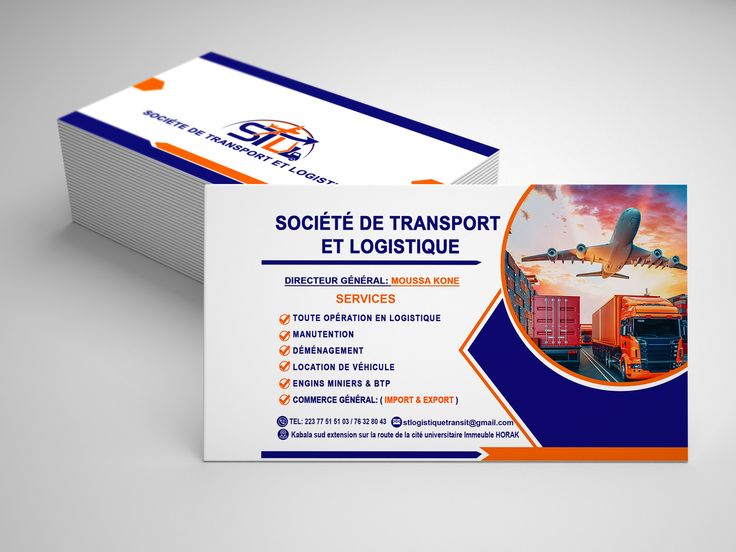 SOCIÉTE DE TRANSPORT ET LOGISTIQUE
SOCIÉTÉ DE TRANSPORT
ET LOGISTIQUE
DIRECTEUR GÉNÉRAL: MOUSSA KONE
SERVICES
TOUTE OPÉRATION EN LOGISTIQUE
MANUTENTION
DÉMÉNAGEMENT
LOCATION DE VÉHICULE
ENGINS MINIERS & BTP
COMMERCE GÉNÉRAL: ( IMPORT & EXPORT )
TEL: 223 77 51 51 03 / 76 32 80 43 stlogistiquetransit@gmail.com
Kabala sud extension sur la route de la cité universitaire Immeuble HORAK